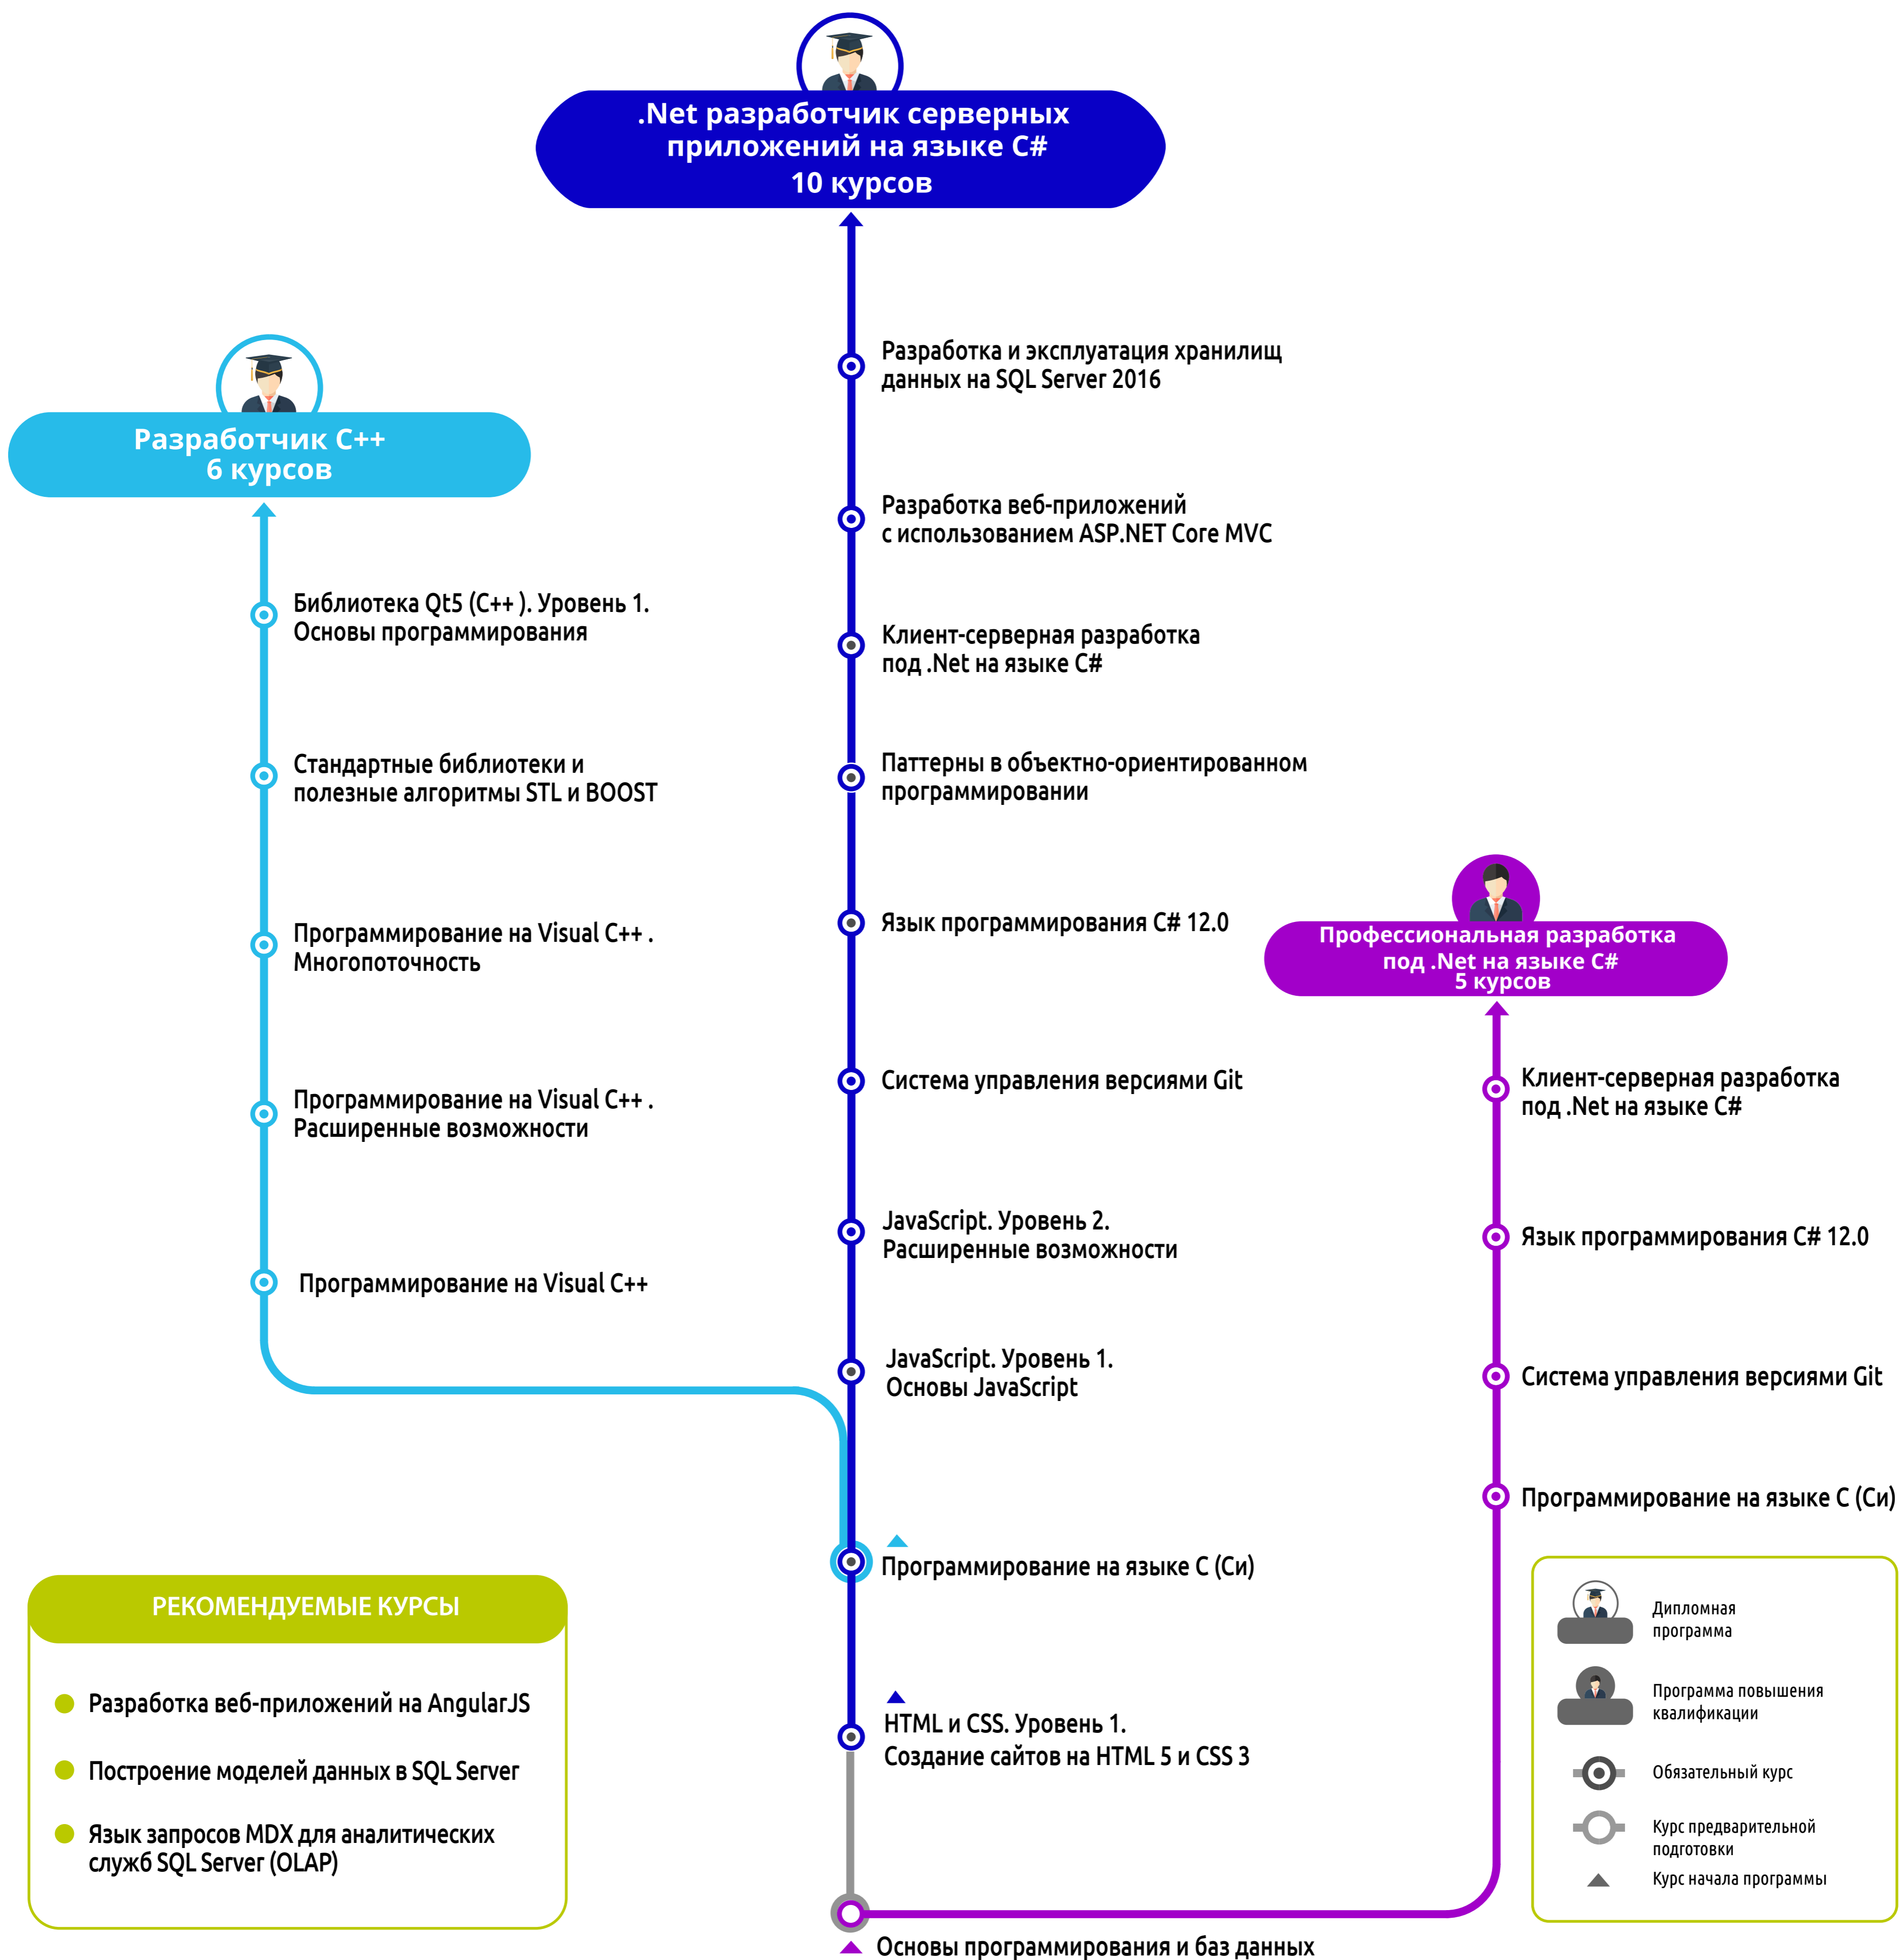 .Net разработчик серверных
приложений на языке C#
10 курсов
Разработка и эксплуатация хранилищ
данных на SQL Server 2016
Разработка веб-приложений
с использованием ASP.NET Core MVC
Клиент-серверная разработка
под .Net на языке C#
Паттерны в объектно-ориентированном
программировании
Язык программирования C# 12.0
Система управления версиями Git
JavaScript. Уровень 2.
Расширенные возможности
JavaScript. Уровень 1.
Основы JavaScript
Программирование на языке C (Си)
HTML и CSS. Уровень 1.
Создание сайтов на HTML 5 и CSS 3
Основы программирования и баз данных
Разработчик C++
6 курсов
Библиотека Qt5 (C++ ). Уровень 1.
Основы программирования
Стандартные библиотеки и
полезные алгоритмы STL и BOOST
Программирование на Visual C++ .
Многопоточность
Программирование на Visual C++ .
Расширенные возможности
Программирование на Visual C++
Профессиональная разработка
под .Net на языке C#
5 курсов
Клиент-серверная разработка
под .Net на языке C#
Язык программирования C# 12.0
Система управления версиями Git
Программирование на языке C (Си)
РЕКОМЕНДУЕМЫЕ КУРСЫ
Разработка веб-приложений на AngularJS
Построение моделей данных в SQL Server
Язык запросов MDX для аналитических
служб SQL Server (OLAP)
Дипломная
программа
Программа повышения
квалификации
Обязательный курс
Курс предварительной
подготовки
Курс начала программы